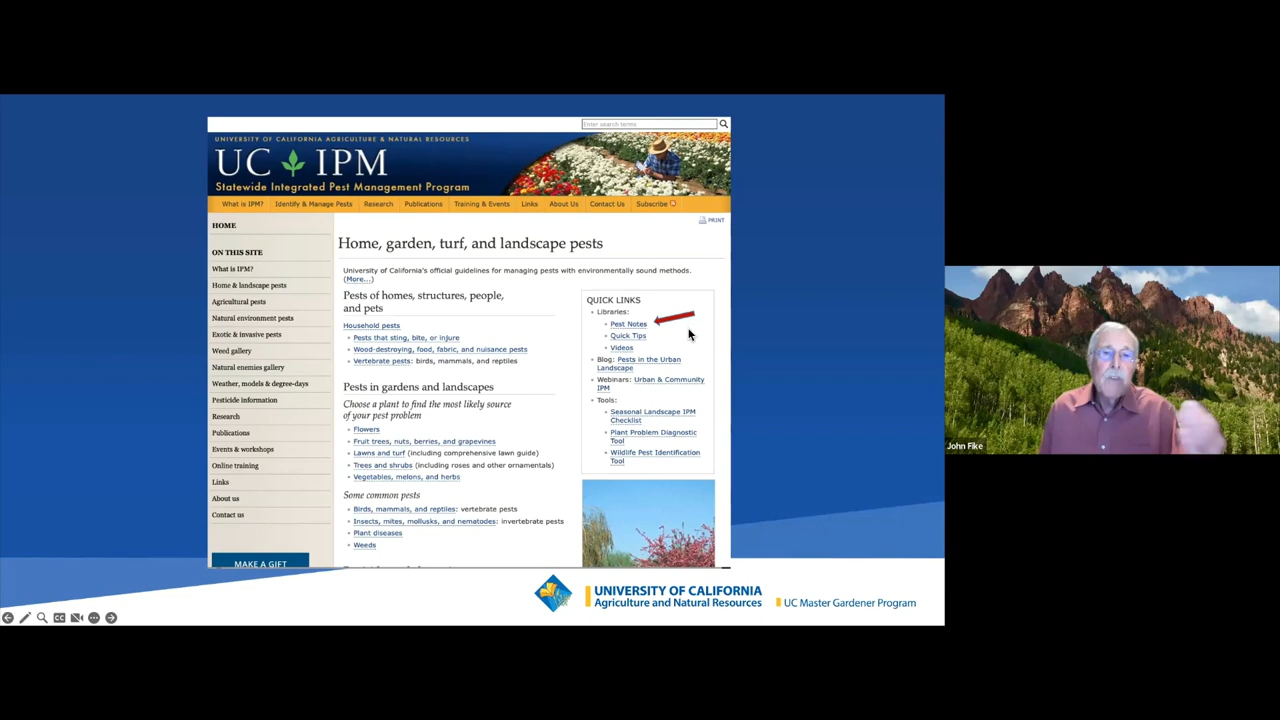 Enter search terms
UNIVERSITY OF CALIFORNIA AGRICULTURE & NATURAL RESOURCES
UC IPM
Statewide Integrated Pest Management Program
What is IPM? Identify & Manage Pests Research Publications Training & Events Links About Us Contact Us Subscribe
PRINT
HOME
ON THIS SITE
What is IPM?
Home & landscape pests
Agricultural pests
Natural environment pests
Exotic & invasive pests
Weed gallery
Natural enemies gallery
Weather, models & degree-days
Pesticide information
Research
Publications
Events & workshops
Online training
Links
About us
Contact us
MAKE A GIFT
Home, garden, turf, and landscape pests
University of California's official guidelines for managing pests with environmentally sound methods.
(More...)
Pests of homes, structures, people,
and pets
Household pests
Pests that sting, bite, or injure
Wood-destroying, food, fabric, and nuisance pests
Vertebrate pests: birds, mammals, and reptiles
Pests in gardens and landscapes
Choose a plant to find the most likely source
of your pest problem
Flowers
Fruit trees, nuts, berries, and grapevines
Lawns and turf (including comprehensive lawn guide)
Trees and shrubs (including roses and other ornamentals)
Vegetables, melons, and herbs
Some common pests
Birds, mammals, and reptiles: vertebrate pests
Insects, mites, mollusks, and nematodes: invertebrate pests
Plant diseases
Weeds
QUICK LINKS
Libraries:
Pest Notes
Quick Tips
Videos
Blog: Pests in the Urban
Landscape
Webinars: Urban & Community
IPM
Tools:
Seasonal Landscape IPM
Checklist
Plant Problem Diagnostic
Tool
Wildlife Pest Identification
Tool
UNIVERSITY OF CALIFORNIA
Agriculture and Natural Resources
UC Master Gardener Program
CC
John Fike